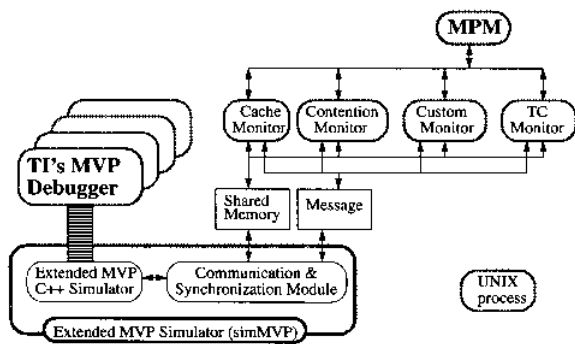 MPM
Cache
Monitor
Contention
Monitor
Custom
Monitor
TC
Monitor
TI's MVP
Debugger
Shared
Memory
Message
Extended MVP
C++ Simulator
Communication &
Synchronization Module
UNIX
process
Extended MVP Simulator (simMVP)